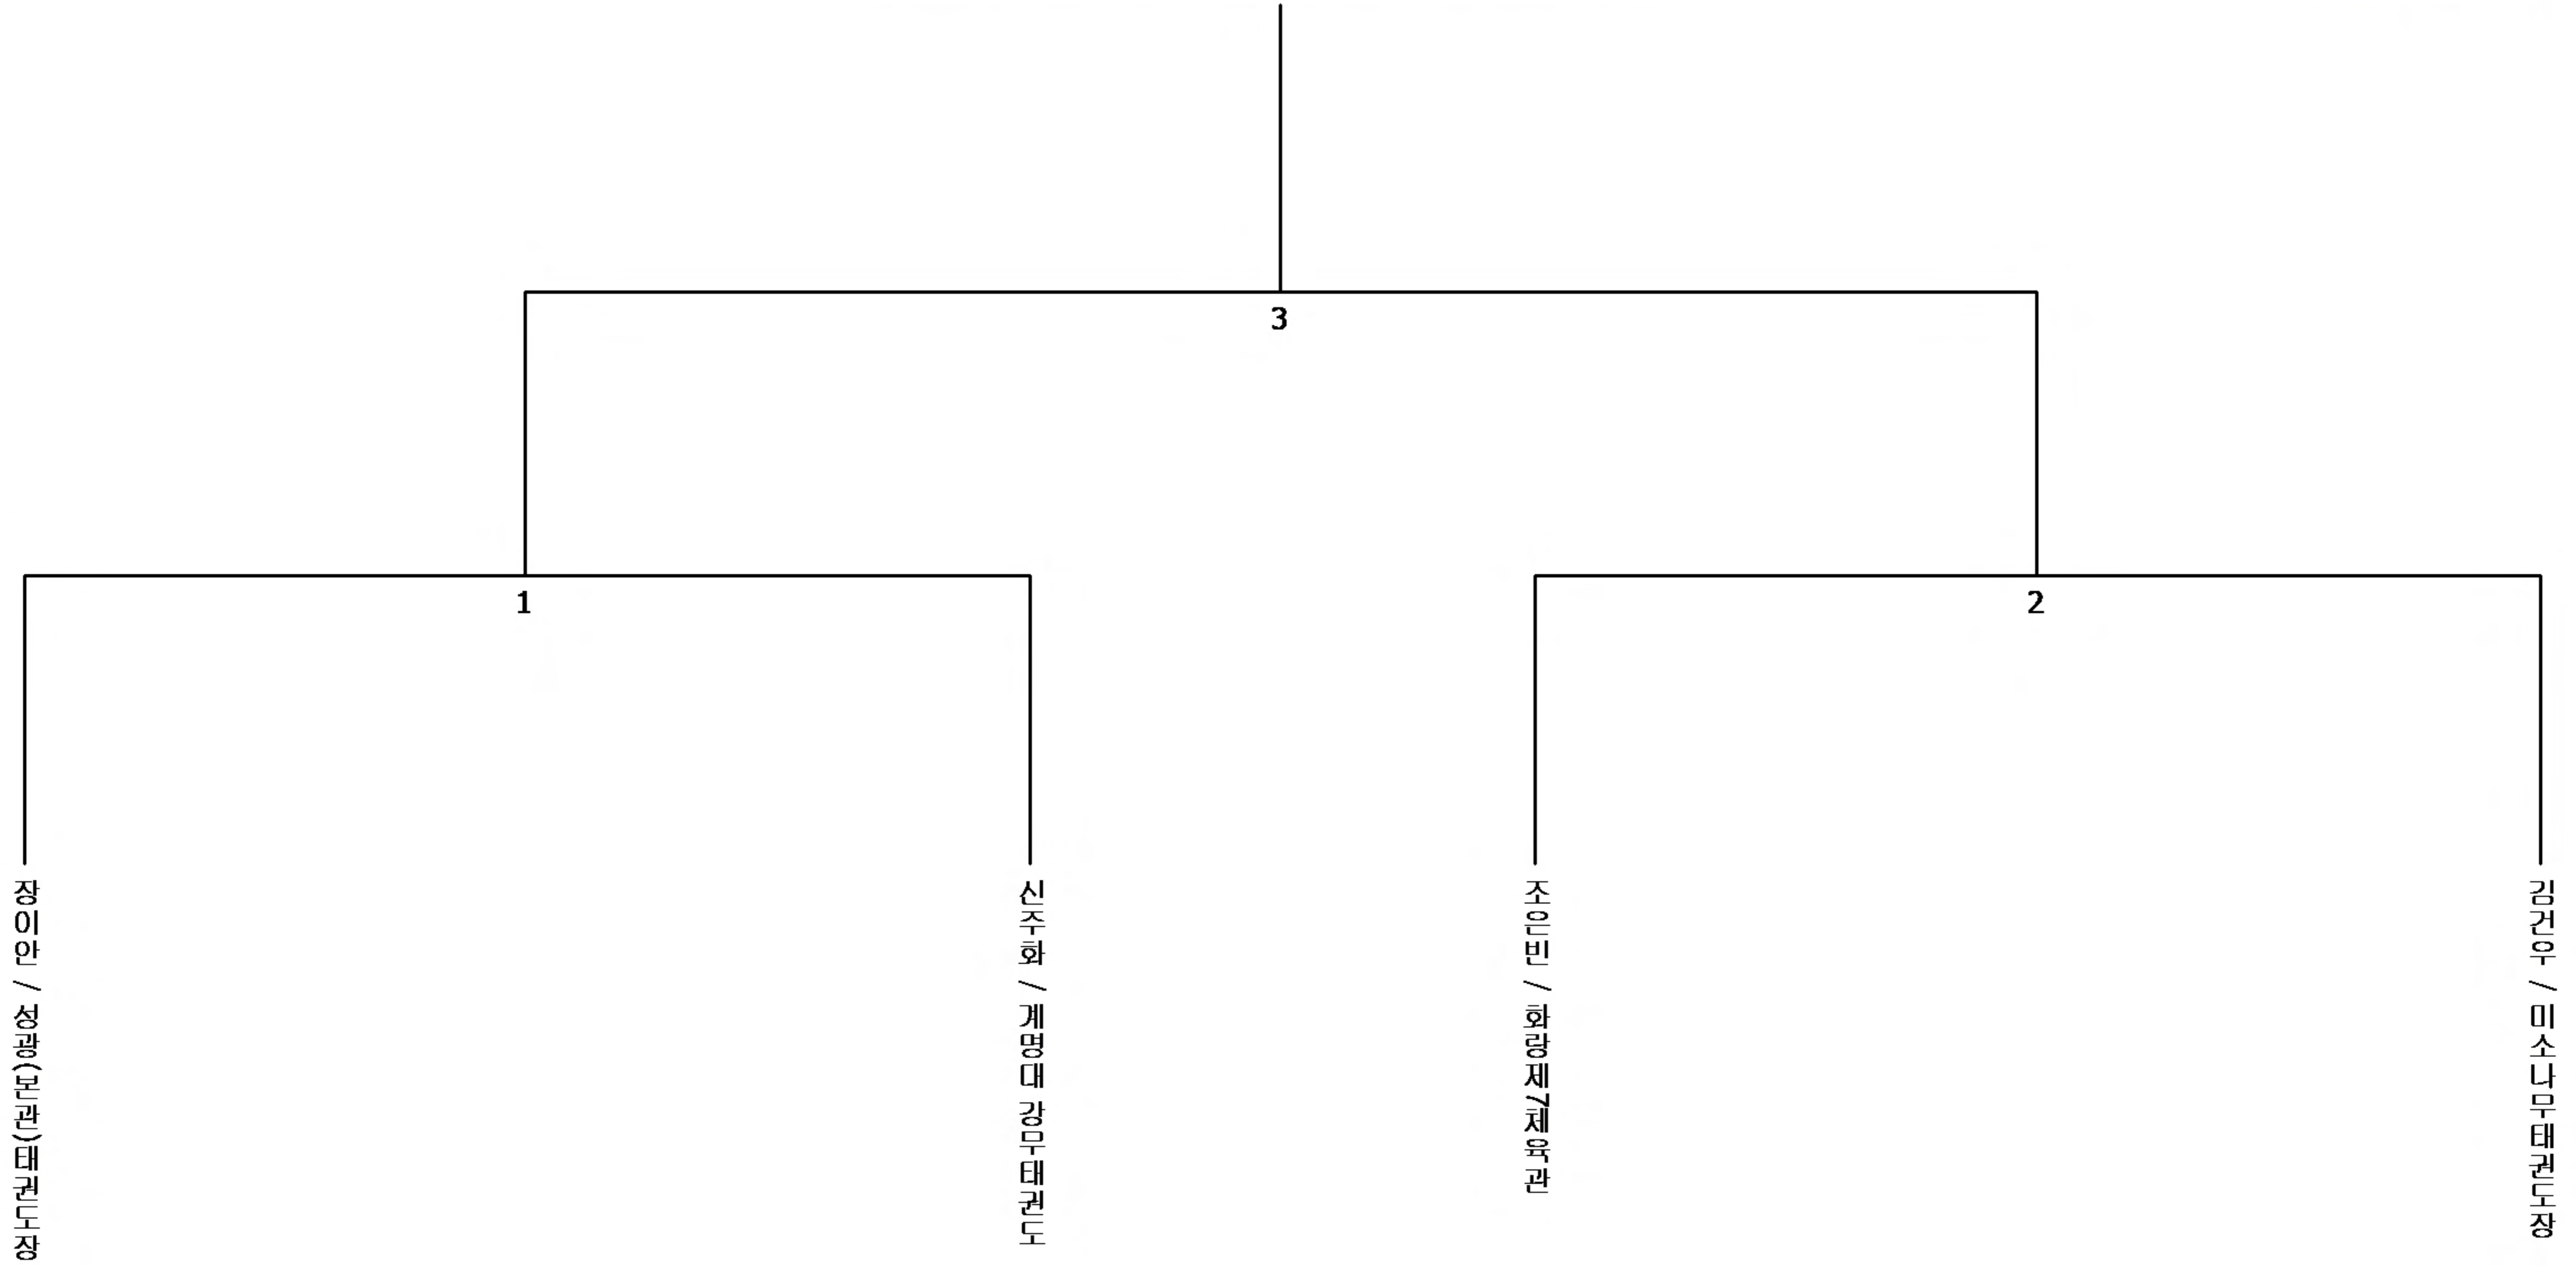 3
1
2
장이안 / 성광(본관)태권도장
신주화 / 계명대 강무태권도
조은빈 / 화랑제7체육관
김건우 / 미소나무태권도장